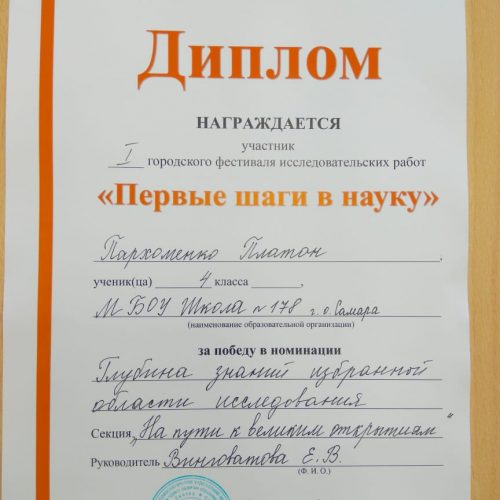 Диплом
НАГРАЖДАЕТСЯ
участник
I городского фестиваля исследовательских работ
«Первые шаги в науку»
Пархоменко Платон
ученик(ца) 4 класса
МБОУ Школа №178 г.о.Самара
(наименование образовательной организации)
за победу в номинации
Глубина знаний избранной
области исследования
Секция „На пути к великим открытиям"
Руководитель Винговатова Е.В.
(Ф. И.О.)